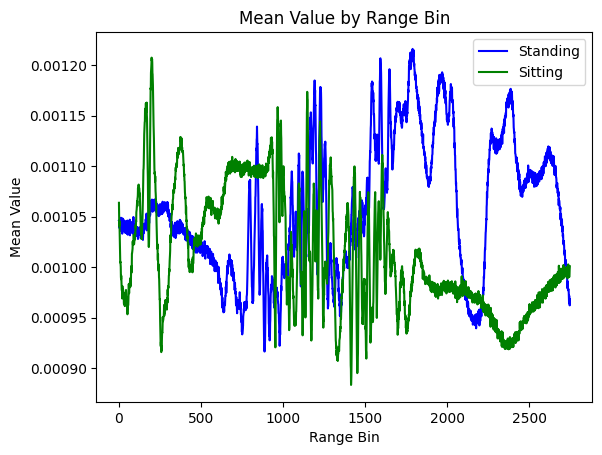 Mean Value by Range Bin
Standing
Sitting
0.00120
0.00115
0.00110
0.00105
0.00100
0.00095
0.00090
Mean Value
0
500
1000
1500
2000
2500
Range Bin